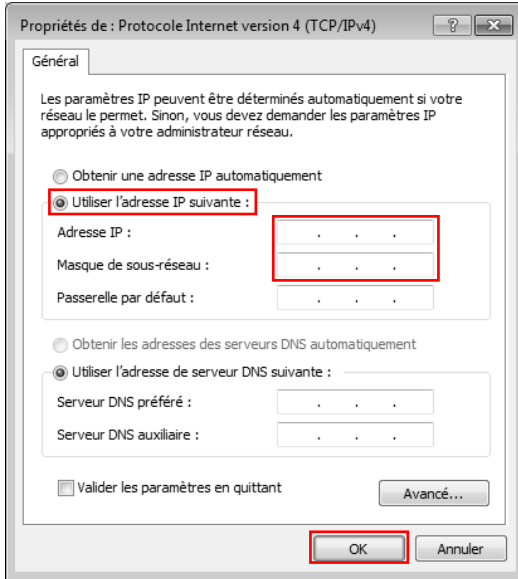 Propriétés de : Protocole Internet version 4 (TCP/IPv4)
Général
Les paramètres IP peuvent être déterminés automatiquement si votre
réseau le permet. Sinon, vous devez demander les paramètres IP
appropriés à votre administrateur réseau.
Obtenir une adresse IP automatiquement
Utiliser l'adresse IP suivante :
Adresse IP :
Masque de sous-réseau :
Passerelle par défaut :
Obtenir les adresses des serveurs DNS automatiquement
Utiliser l'adresse de serveur DNS suivante :
Serveur DNS préféré :
Serveur DNS auxiliaire :
Valider les paramètres en quittant
Avancé...
OK Annuler